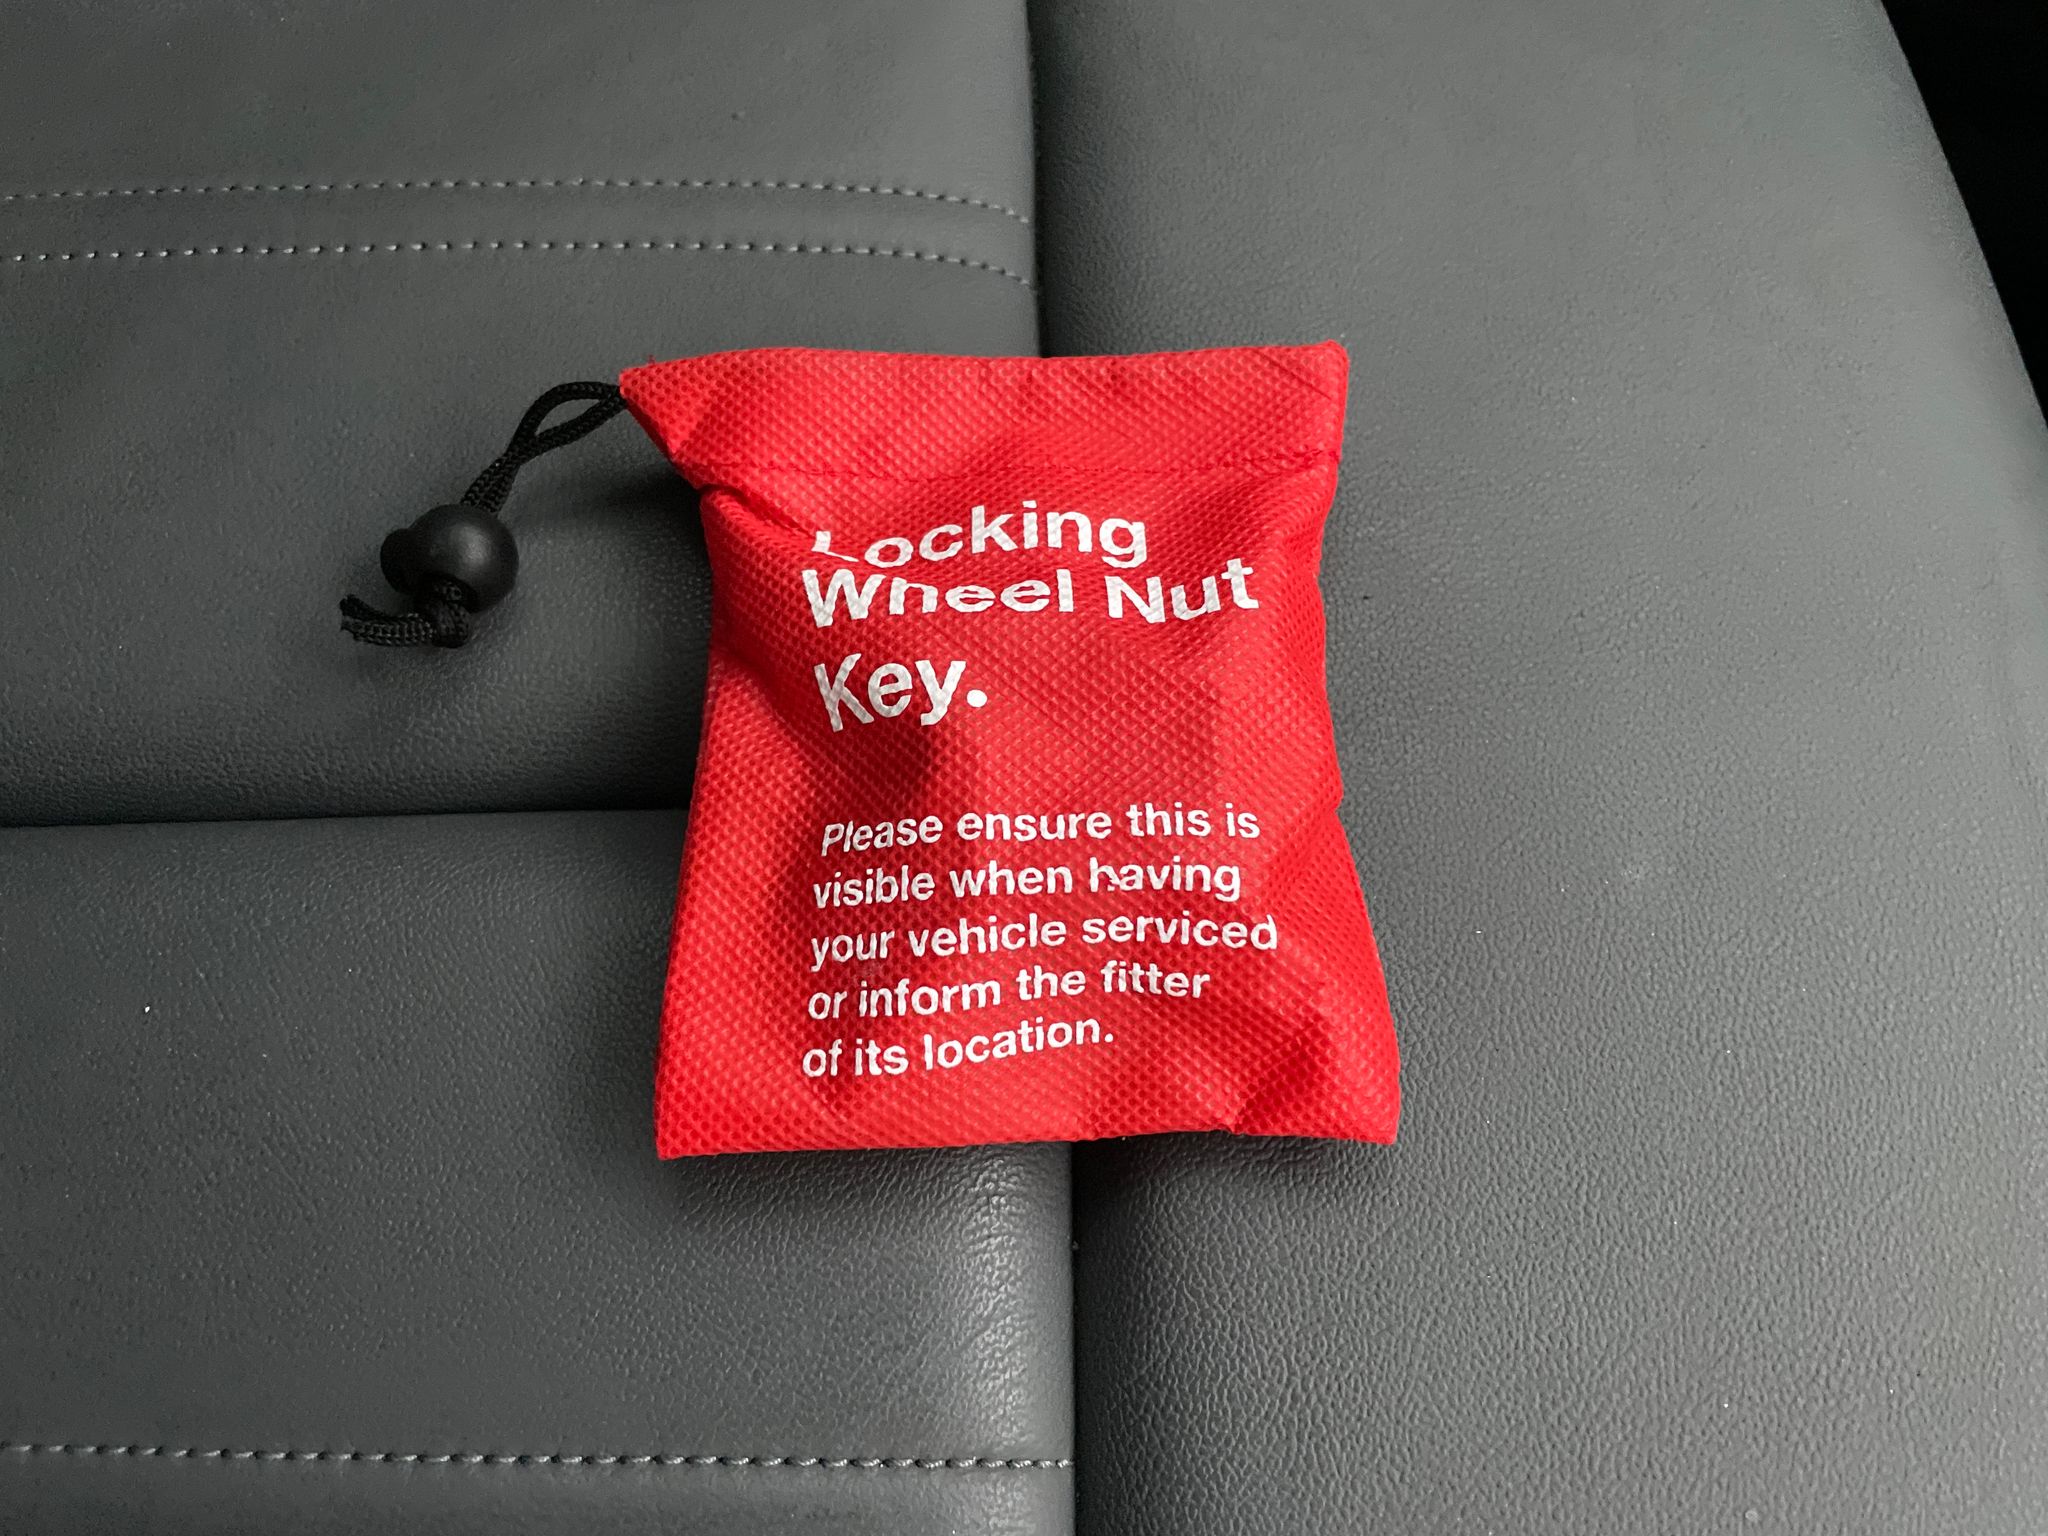 Locking
Wheel Nut
Key.
Please ensure this is
visible when having
your vehicle serviced
or inform the fitter
of its location.